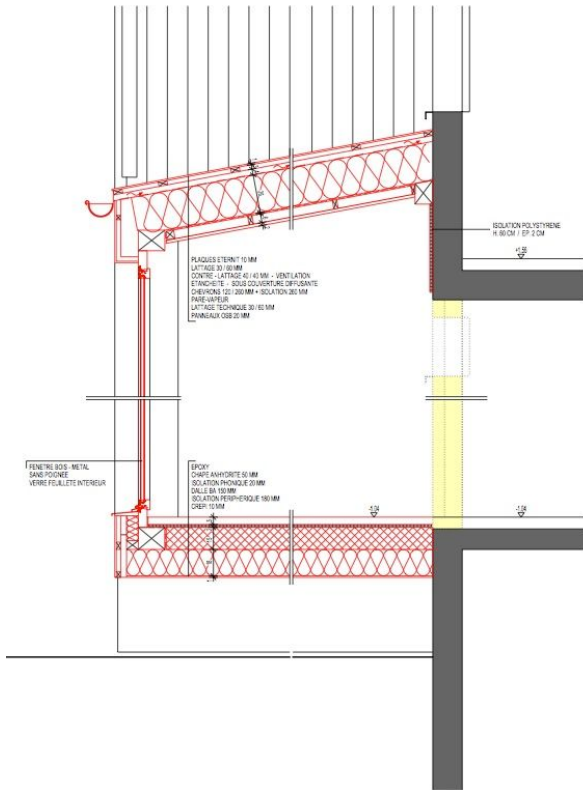 ISOLATION POLYSTYRENE
H. 60 CM / EP. 2 CM
+1.56
PLAQUES ETERNIT 10 MM
LATTAGE 30 / 60 MM
CONTRE - LATTAGE 40 / 40 MM - VENTILATION
ETANCHEITE - SOUS COUVERTURE DIFFUSANTE
CHEVRONS 120 / 260 MM + ISOLATION 260 MM
PARE-VAPEUR
LATTAGE TECHNIQUE 30 / 60 MM
PANNEAUX OSB 20 MM
FENETRE BOIS - METAL
SANS POIGNEE
VERRE FEUILLETE INTERIEUR
EPOXY
CHAPE ANHYDRITE 50 MM
ISOLATION PHONIQUE 20 MM
DALLE BA 150 MM
ISOLATION PERIPHERIQUE 180 MM
CREPI 10 MM